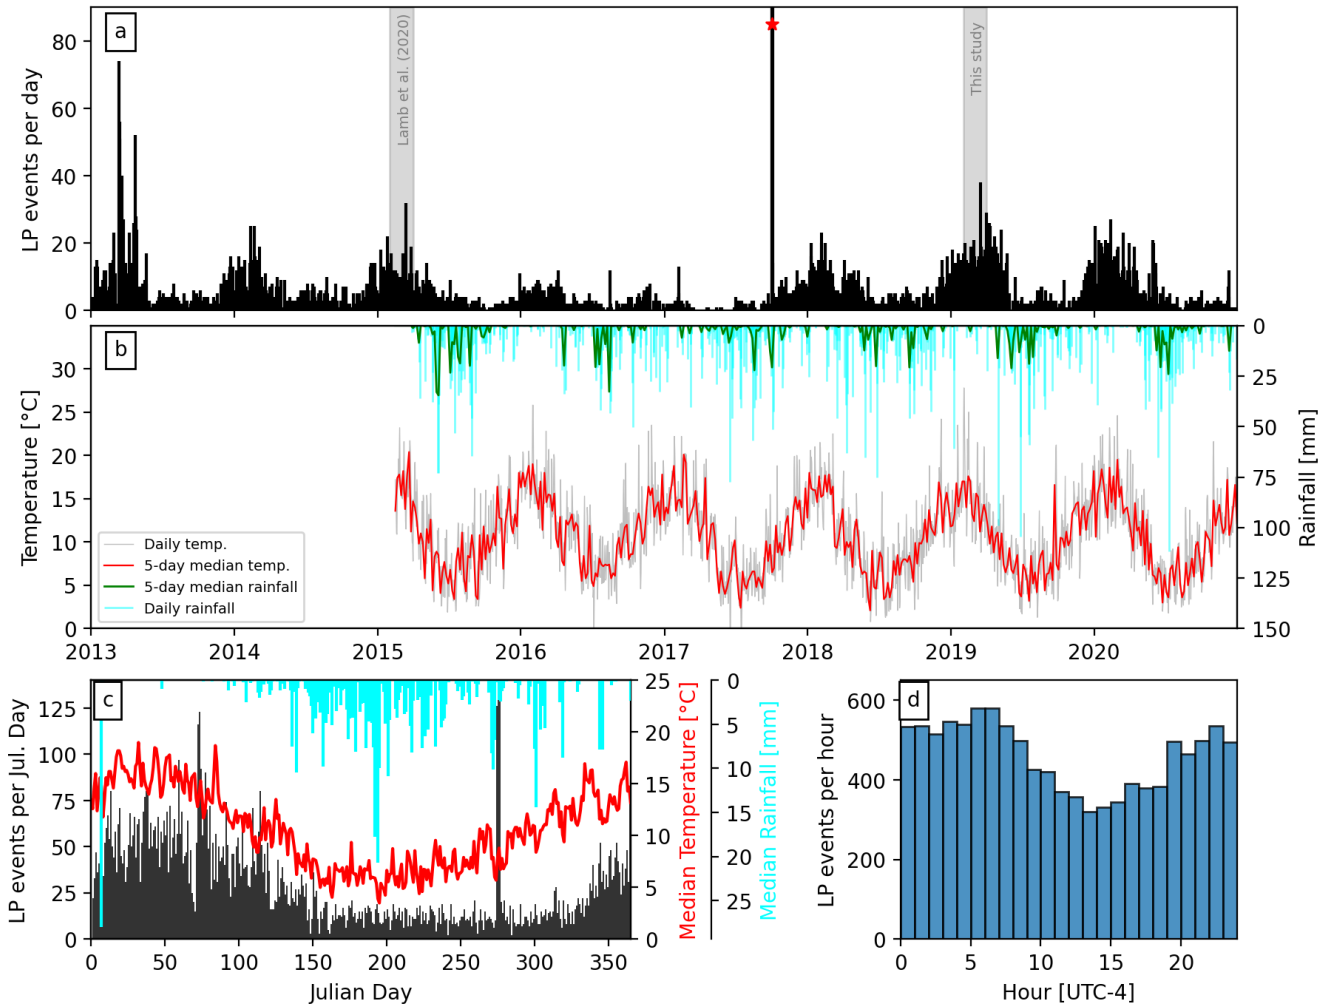 a
LP events per day
80
60
40
20
0
Lamb et al. (2020)
This study
b
Temperature [°C]
30
25
20
15
10
5
0
Daily temp.
5-day median temp.
5-day median rainfall
Daily rainfall
0
25
50
75
100
125
150
Rainfall [mm]
2013 2014 2015 2016 2017 2018 2019 2020
c
LP events per Jul. Day
125
100
75
50
25
0
0 50 100 150 200 250 300 350
Julian Day
25
20
15
10
5
0
Median Temperature [°C]
0
5
10
15
20
25
Median Rainfall [mm]
d
LP events per hour
600
400
200
0
0 5 10 15 20
Hour [UTC-4]